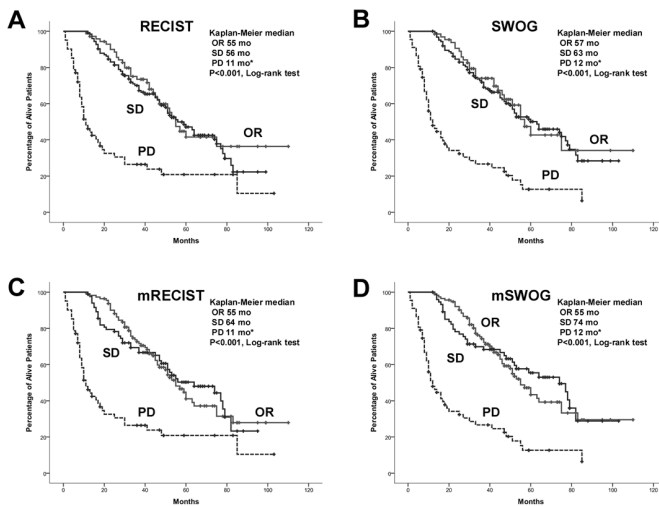 A
RECIST
Kaplan-Meier median
OR 55 mo
SD 56 mo
PD 11 mo*
P<0.001, Log-rank test
Percentage of Alive Patients
100
80
60
40
20
0
SD
PD
OR
0 20 40 60 80 100 120
Months
B
SWOG
Kaplan-Meier median
OR 57 mo
SD 63 mo
PD 12 mo*
P<0.001, Log-rank test
Percentage of Alive Patients
100
80
60
40
20
0
SD
OR
PD
0 20 40 60 80 100 120
Months
C
mRECIST
Kaplan-Meier median
OR 55 mo
SD 64 mo
PD 11 mo*
P<0.001, Log-rank test
Percentage of Alive Patients
100
80
60
40
20
0
SD
PD
OR
0 20 40 60 80 100 120
Months
D
mSWOG
Kaplan-Meier median
OR 55 mo
SD 74 mo
PD 12 mo*
P<0.001, Log-rank test
Percentage of Alive Patients
100
80
60
40
20
0
OR
SD
PD
0 20 40 60 80 100 120
Months